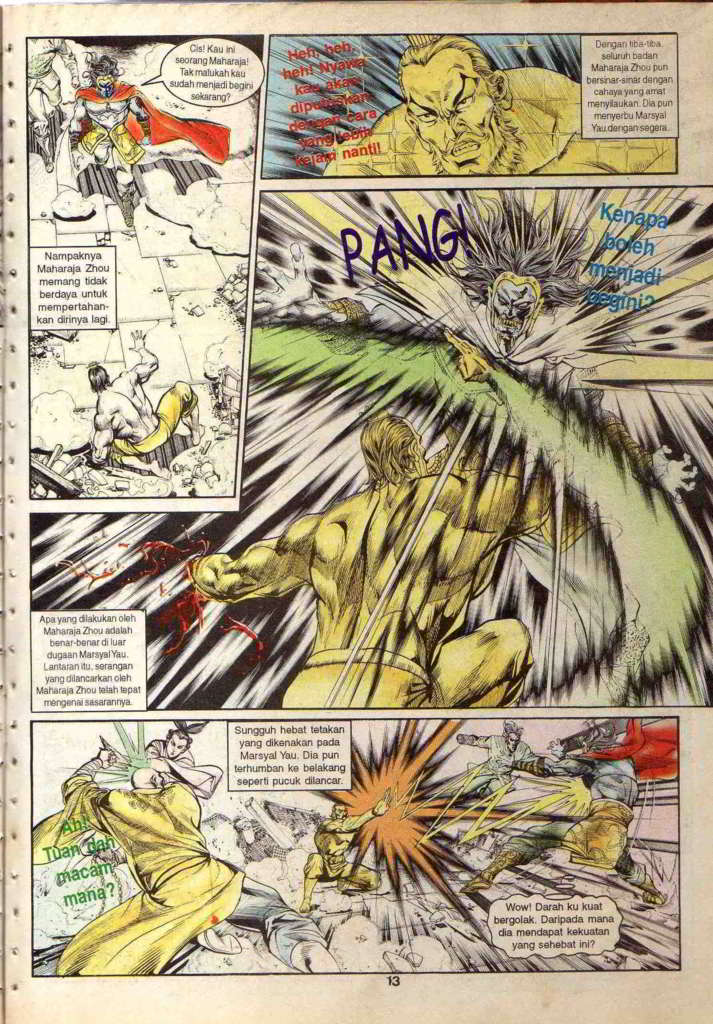 Cis! Kau ini
seorang Maharaja!
Tak malukah kau
sudah menjadi begini
sekarang?
Nampaknya
Maharaja Zhou
memang tidak
berdaya untuk
mempertahan-
kan dirinya lagi.
Heh, heh,
heh! Nyawa
kau akan
diputuskan
dengan cara
yang lebih
keji nanti!
Dengan tiba-tiba
seluruh badan
Maharaja Zhou pun
bersinar-sinar dengan
cahaya yang amat
menyilaukan. Dia pun
menyerbu Marsyal
Yau dengan segera.
PANG!
Kenapa
boleh
menjadi
begini?
Apa yang dilakukan oleh
Maharaja Zhou adalah
benar-benar di luar
dugaan Marsyal Yau.
Lantaran itu, serangan
yang dilancarkan oleh
Maharaja Zhou telah tepat
mengenai sasarannya.
Ah!
Tuan dah
macam
mana?
Sungguh hebat tetakan
yang dikenakan pada
Marsyal Yau. Dia pun
terhumban ke belakang
seperti pucuk dilancar.
Wow! Darah ku kuat
bergolak. Daripada mana
dia mendapat kekuatan
yang sehebat ini?
13